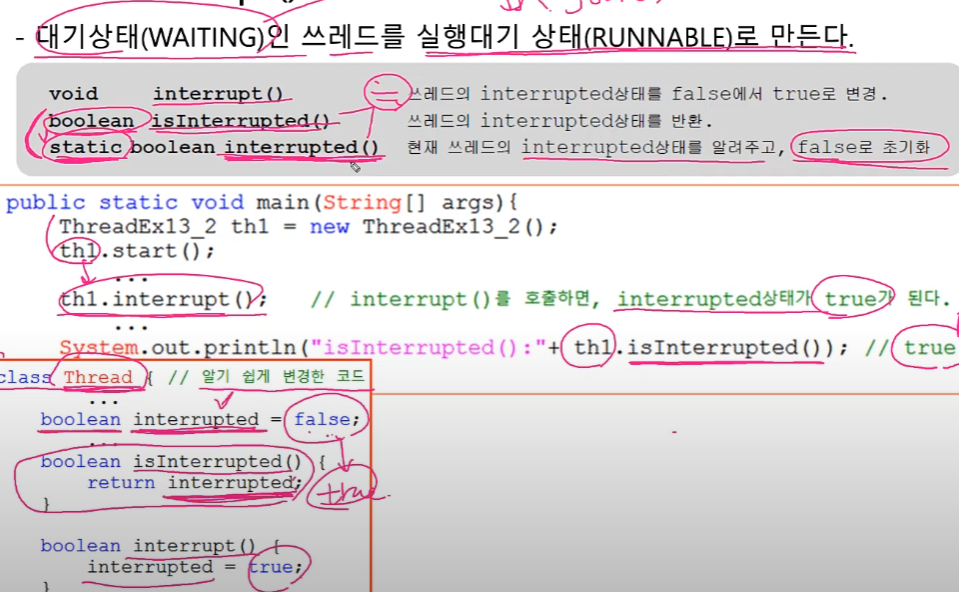 - 대기상태(WAITING)인 쓰레드를 실행대기 상태(RUNNABLE)로 만든다.
void interrupt() 쓰레드의 interrupted상태를 false에서 true로 변경.
boolean isInterrupted() 쓰레드의 interrupted상태를 반환.
static boolean interrupted() 현재 쓰레드의 interrupted상태를 알려주고, false로 초기화
public static void main(String[] args){
ThreadEx13_2 th1 = new ThreadEx13_2();
th1.start();
...
th1.interrupt(); // interrupt()를 호출하면, interrupted상태가 true가 된다.
...
System.out.println("isInterrupted():"+ th1.isInterrupted()); // true
class Thread { // 알기 쉽게 변경한 코드
...
boolean interrupted = false;
...
boolean isInterrupted() {
return interrupted;
true
}
boolean interrupt() {
interrupted = true;
}